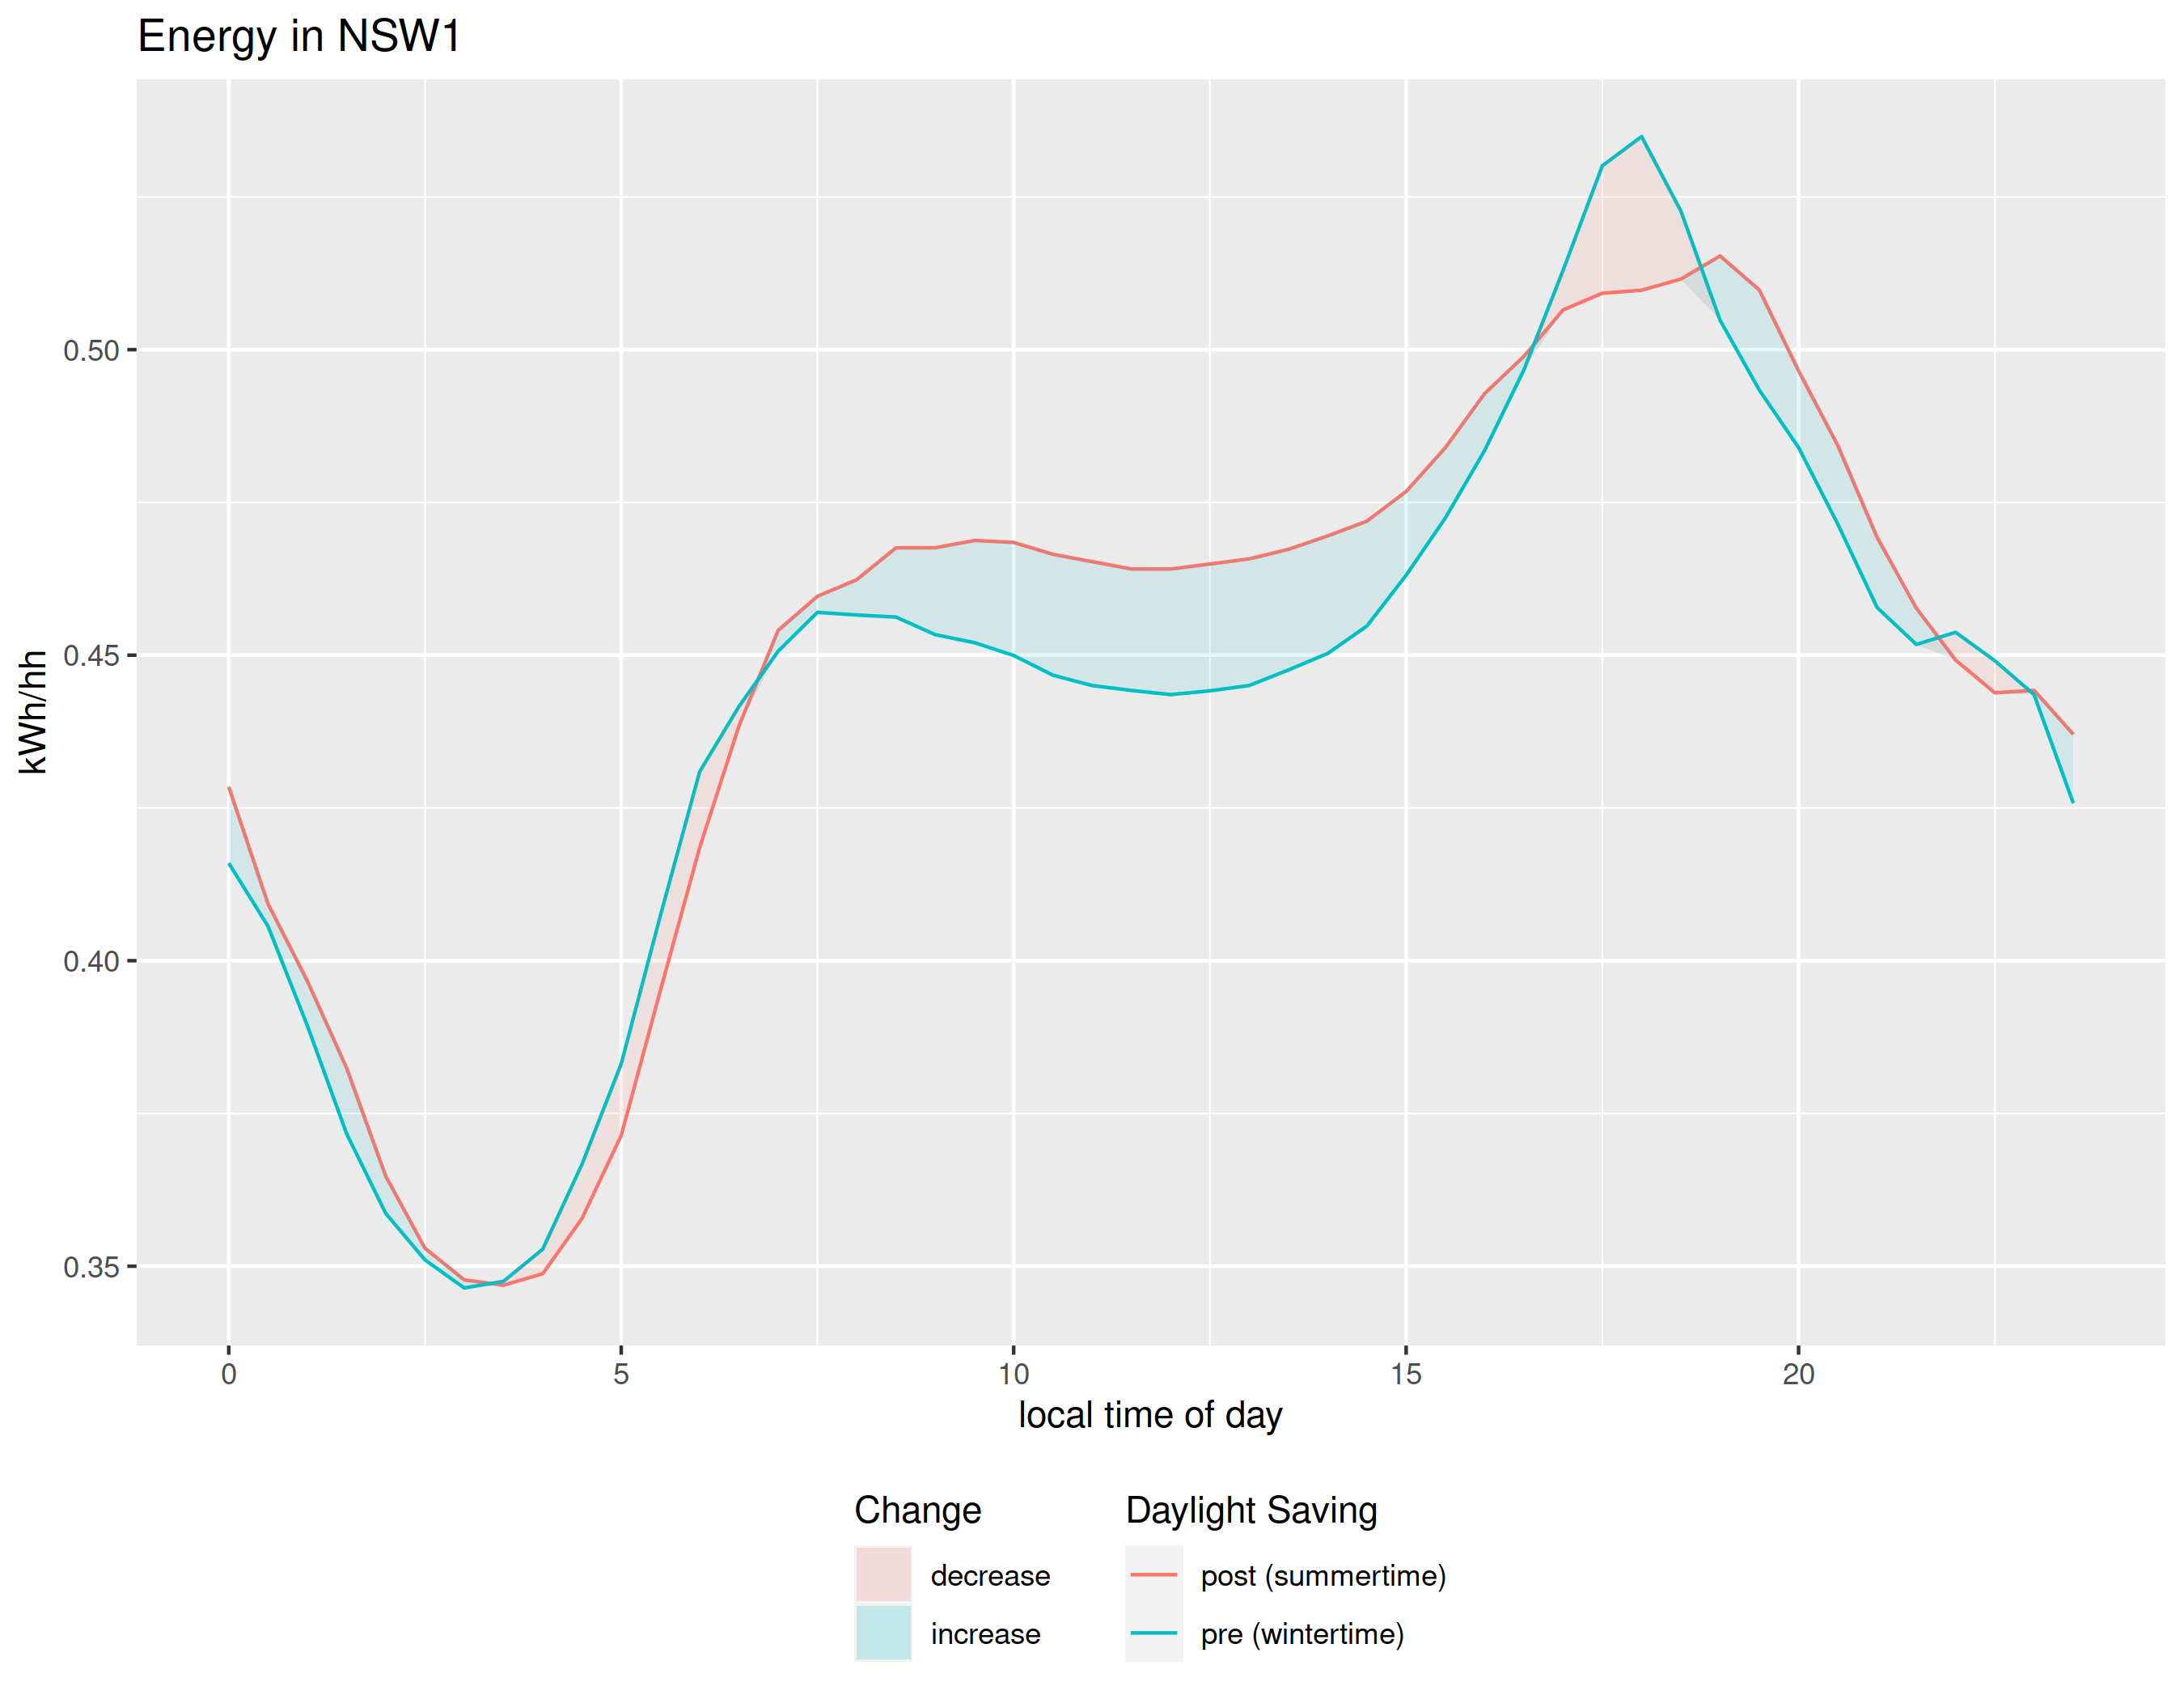 Energy in NSW1
kWh/hh
0.50
0.45
0.40
0.35
0 5 10 15 20
local time of day
Change
decrease
increase
Daylight Saving
post (summertime)
pre (wintertime)